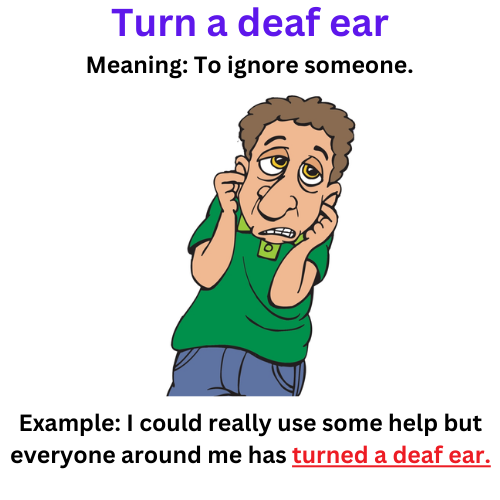 Turn a deaf ear
Meaning: To ignore someone.
Example: I could really use some help but
everyone around me has turned a deaf ear.